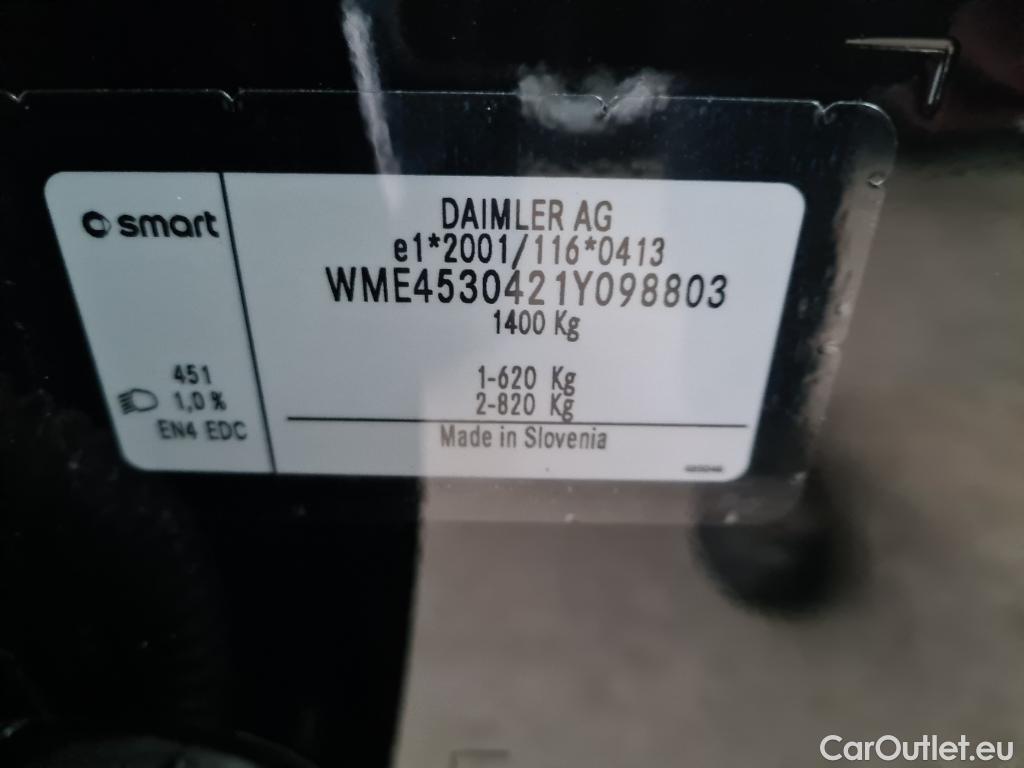 smart
DAIMLER AG
e1*2001/116*0413
WME4530421Y098803
1400 Kg
1-620 Kg
2-820 Kg
Made in Slovenia
451
1,0 %
EN4 EDC
CarOutlet.eu